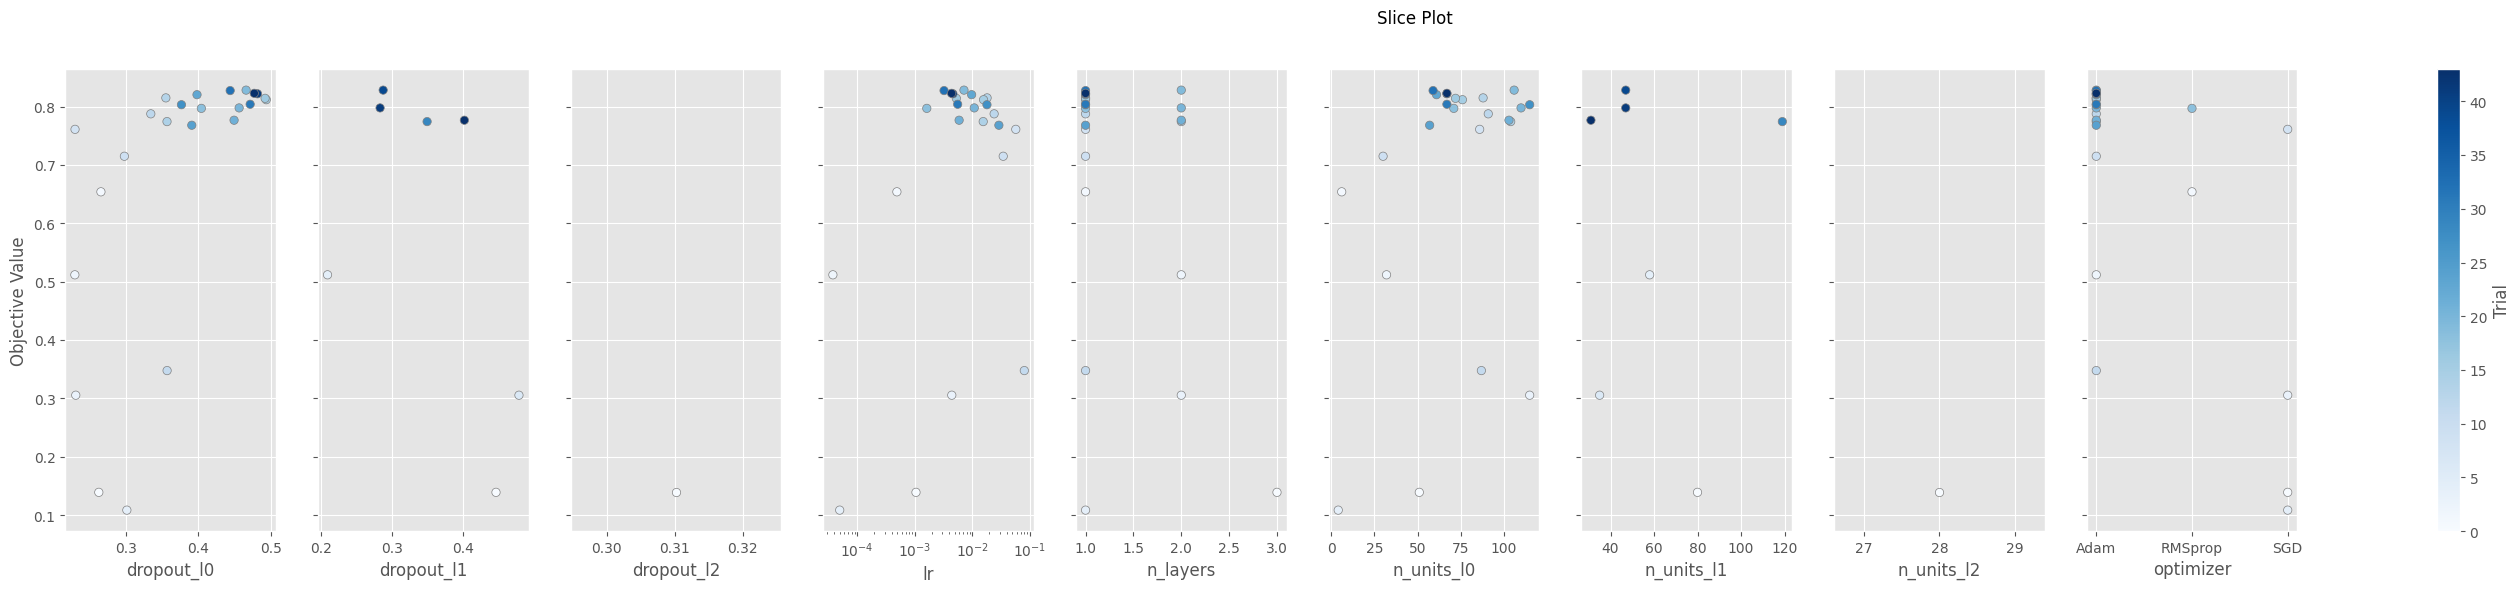 Slice Plot
Objective Value
0.8
0.7
0.6
0.5
0.4
0.3
0.2
0.1
0.3 0.4 0.5
dropout_l0
0.2 0.3 0.4
dropout_l1
0.30 0.31 0.32
dropout_l2
10⁻⁴ 10⁻³ 10⁻² 10⁻¹
lr
1.0 1.5 2.0 2.5 3.0
n_layers
0 25 50 75 100
n_units_l0
40 60 80 100 120
n_units_l1
27 28 29
n_units_l2
Adam RMSprop SGD
optimizer
40
35
30
25
20
15
10
5
0
Trial